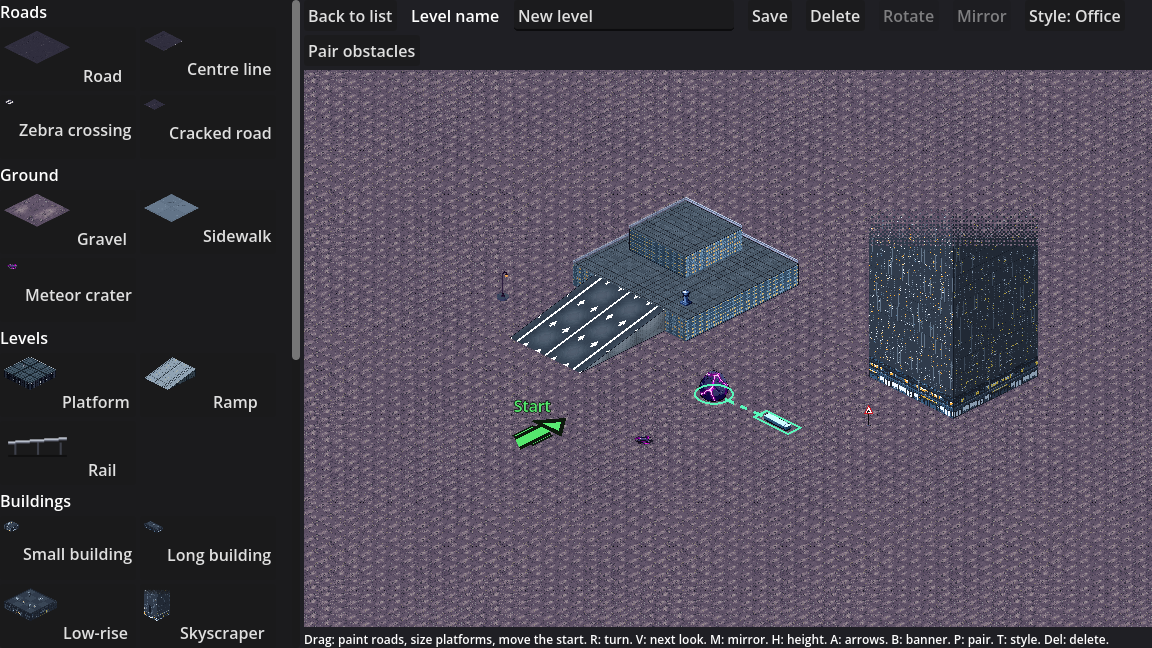 Roads
Road
Centre line
Zebra crossing
Cracked road
Ground
Gravel
Sidewalk
Meteor crater
Levels
Platform
Ramp
Rail
Buildings
Small building
Long building
Low-rise
Skyscraper
Back to list
Level name
New level
Save
Delete
Rotate
Mirror
Style: Office
Pair obstacles
Start
Drag: paint roads, size platforms, move the start. R: turn. V: next look. M: mirror. H: height. A: arrows. B: banner. P: pair. T: style. Del: delete.